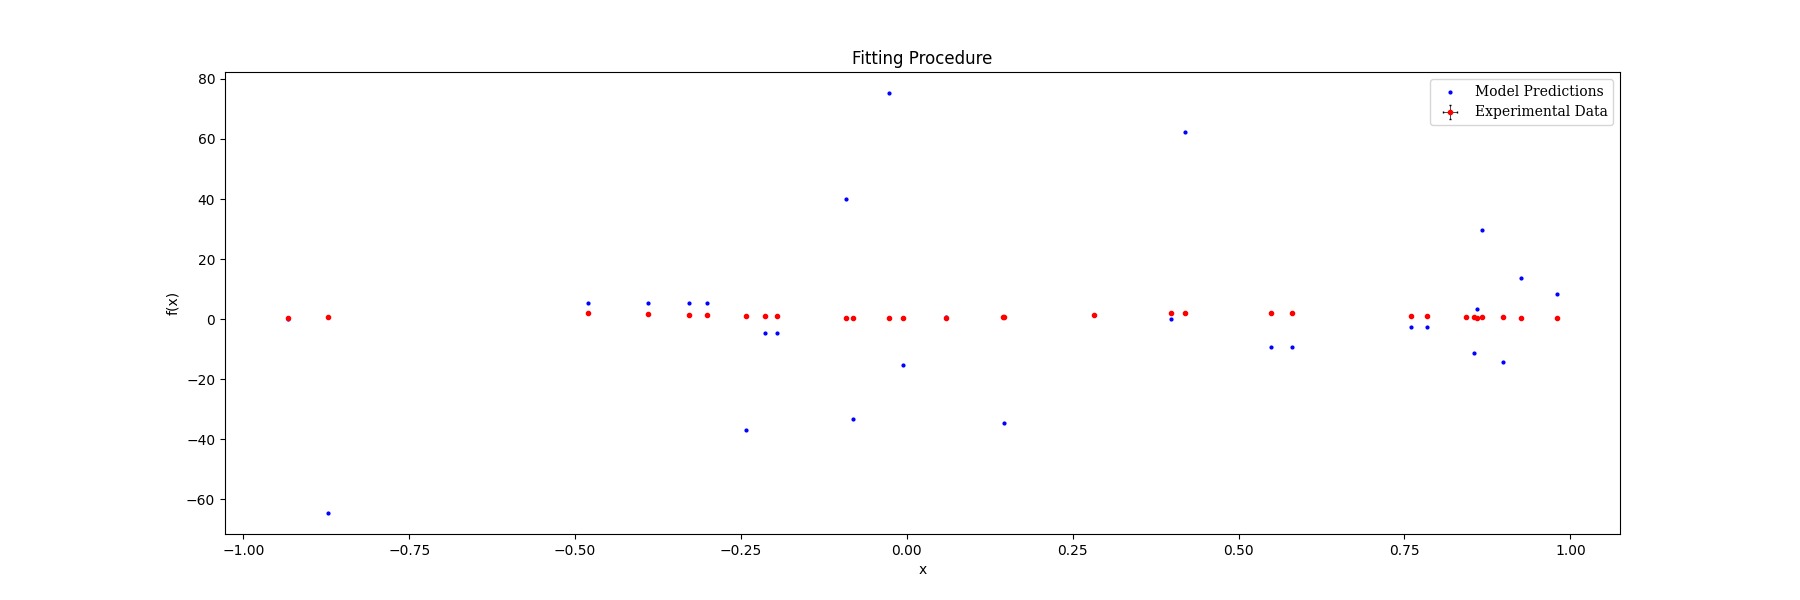 Fitting Procedure
f(x)
80
60
40
20
0
−20
−40
−60
Model Predictions
Experimental Data
−1.00 −0.75 −0.50 −0.25 0.00 0.25 0.50 0.75 1.00
x